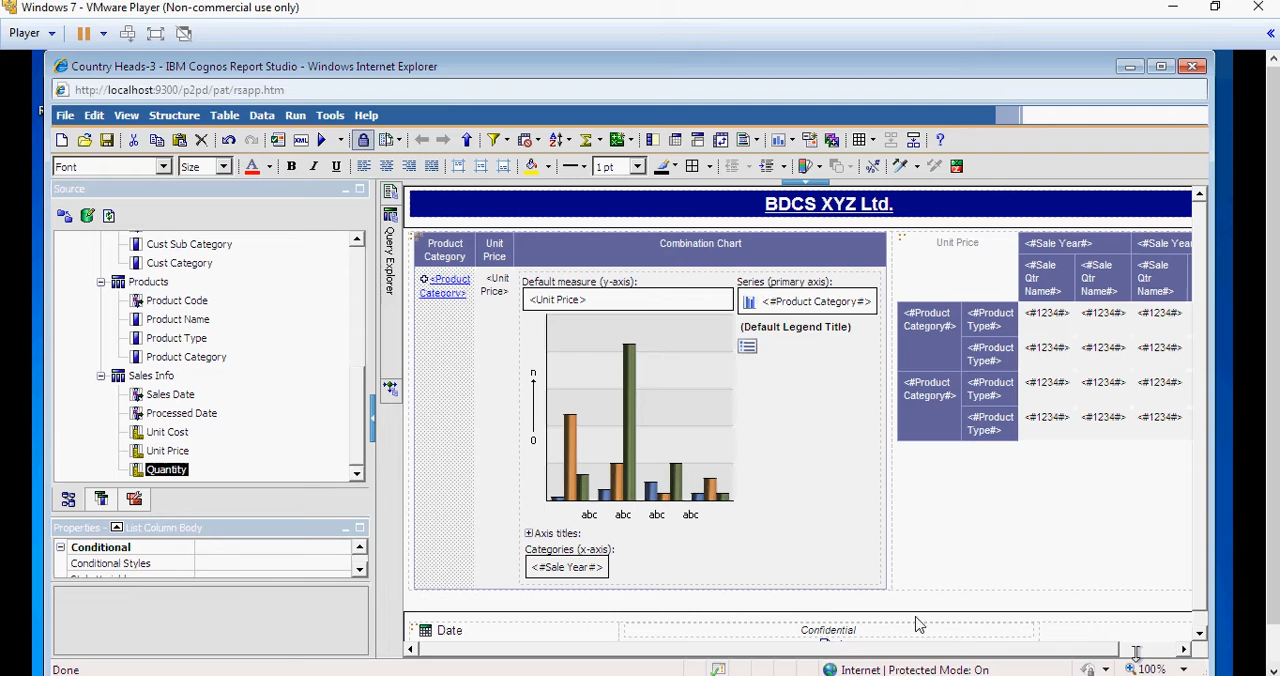 Windows 7 - VMware Player (Non-commercial use only)
Player
Country Heads-3 - IBM Cognos Report Studio - Windows Internet Explorer
http://localhost:9300/p2pd/pat/rsapp.htm
File Edit View Structure Table Data Run Tools Help
Font Size A B I U 1 pt
Source
Cust Sub Category
Cust Category
Products
Product Code
Product Name
Product Type
Product Category
Sales Info
Sales Date
Processed Date
Unit Cost
Unit Price
Quantity
Properties - List Column Body
Conditional
Conditional Styles
Query Explorer
BDCS XYZ Ltd.
Product Category
Unit Price
Combination Chart
<Product Category>
<Unit Price>
Default measure (y-axis):
<Unit Price>
Series (primary axis):
<#Product Category#>
(Default Legend Title)
n
0
abc abc abc abc
Axis titles:
Categories (x-axis):
<#Sale Year#>
Unit Price
<#Sale Year#> <#Sale Year
<#Sale Qtr Name#> <#Sale Qtr Name#> <#Sale Qtr Name#>
<#Product Category#> <#Product Type#> <#1234#> <#1234#> <#1234#>
<#Product Type#> <#1234#> <#1234#> <#1234#>
<#Product Category#> <#Product Type#> <#1234#> <#1234#> <#1234#>
<#Product Type#> <#1234#> <#1234#> <#1234#>
Date
Confidential
Done
Internet | Protected Mode: On
100%